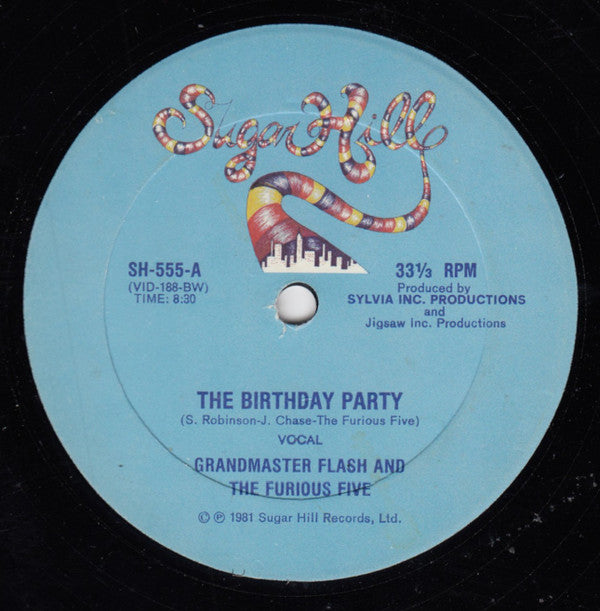 Sugar Hill
SH-555-A
(VID-188-BW)
TIME: 8:30
33⅓ RPM
Produced by
SYLVIA INC. PRODUCTIONS
and
Jigsaw Inc. Productions
THE BIRTHDAY PARTY
(S. Robinson-J. Chase-The Furious Five)
VOCAL
GRANDMASTER FLASH AND
THE FURIOUS FIVE
© ℗ 1981 Sugar Hill Records, Ltd.